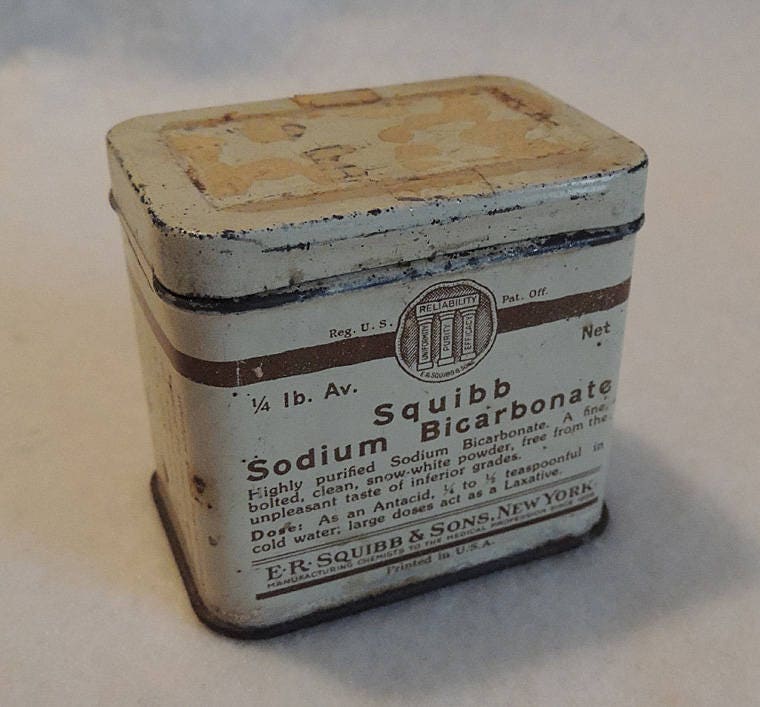 RELIABILITY
UNIFORMITY
PURITY
EFFICACY
E·R·SQUIBB & SONS
Reg. U. S.
Pat. Off.
¼ lb. Av.
Net
Squibb
Sodium Bicarbonate
Highly purified Sodium Bicarbonate. A fine,
bolted, clean, snow-white powder, free from the
unpleasant taste of inferior grades.
Dose: As an Antacid, ¼ to ½ teaspoonful in
cold water; large doses act as a Laxative.
E·R·SQUIBB & SONS, NEW YORK·
MANUFACTURING CHEMISTS TO THE MEDICAL PROFESSION SINCE 1858
Printed in U.S.A.